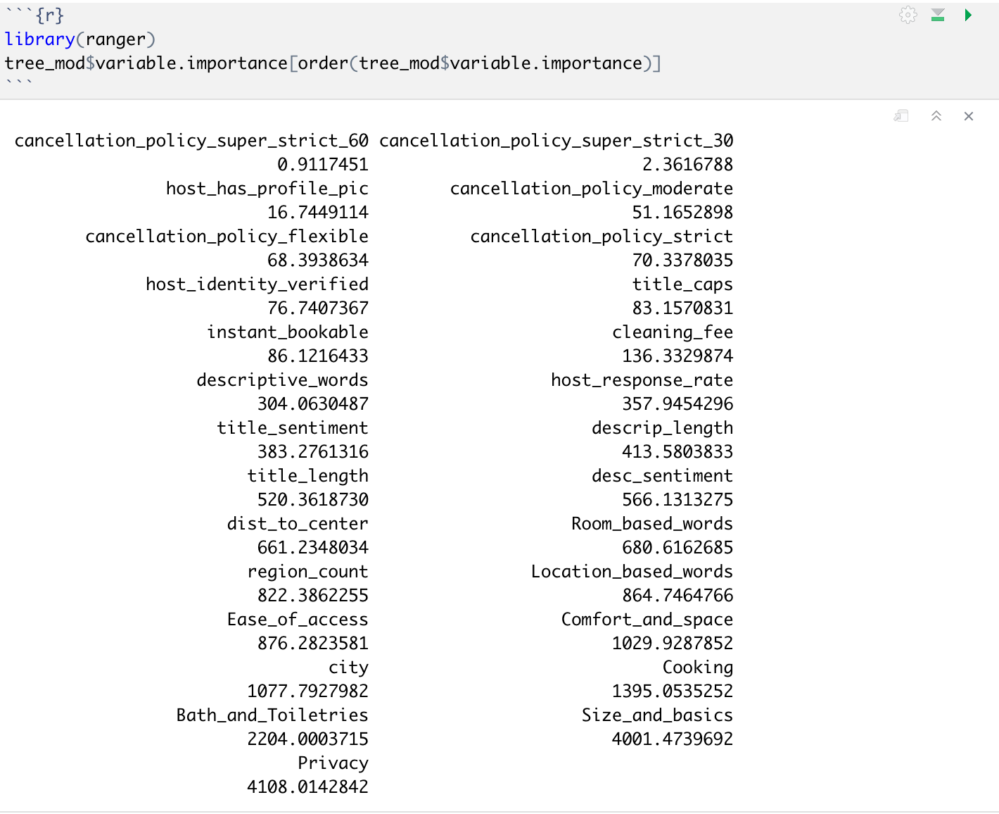 ```{r}
library(ranger)
tree_mod$variable.importance[order(tree_mod$variable.importance)]
```
cancellation_policy_super_strict_60 cancellation_policy_super_strict_30
0.9117451 2.3616788
host_has_profile_pic cancellation_policy_moderate
16.7449114 51.1652898
cancellation_policy_flexible cancellation_policy_strict
68.3938634 70.3378035
host_identity_verified title_caps
76.7407367 83.1570831
instant_bookable cleaning_fee
86.1216433 136.3329874
descriptive_words host_response_rate
304.0630487 357.9454296
title_sentiment descrip_length
383.2761316 413.5803833
title_length desc_sentiment
520.3618730 566.1313275
dist_to_center Room_based_words
661.2348034 680.6162685
region_count Location_based_words
822.3862255 864.7464766
Ease_of_access Comfort_and_space
876.2823581 1029.9287852
city Cooking
1077.7927982 1395.0535252
Bath_and_Toiletries Size_and_basics
2204.0003715 4001.4739692
Privacy
4108.0142842